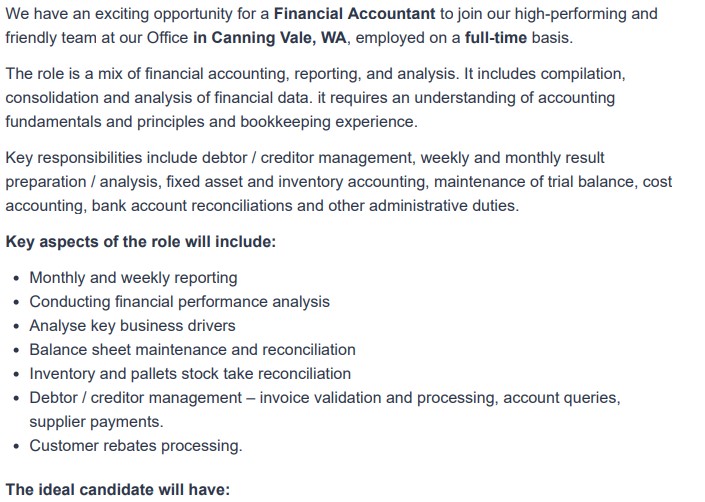 We have an exciting opportunity for a Financial Accountant to join our high-performing and
friendly team at our Office in Canning Vale, WA, employed on a full-time basis.
The role is a mix of financial accounting, reporting, and analysis. It includes compilation,
consolidation and analysis of financial data. it requires an understanding of accounting
fundamentals and principles and bookkeeping experience.
Key responsibilities include debtor / creditor management, weekly and monthly result
preparation / analysis, fixed asset and inventory accounting, maintenance of trial balance, cost
accounting, bank account reconciliations and other administrative duties.
Key aspects of the role will include:
• Monthly and weekly reporting
• Conducting financial performance analysis
• Analyse key business drivers
• Balance sheet maintenance and reconciliation
• Inventory and pallets stock take reconciliation
• Debtor / creditor management – invoice validation and processing, account queries,
supplier payments.
• Customer rebates processing.
The ideal candidate will have: